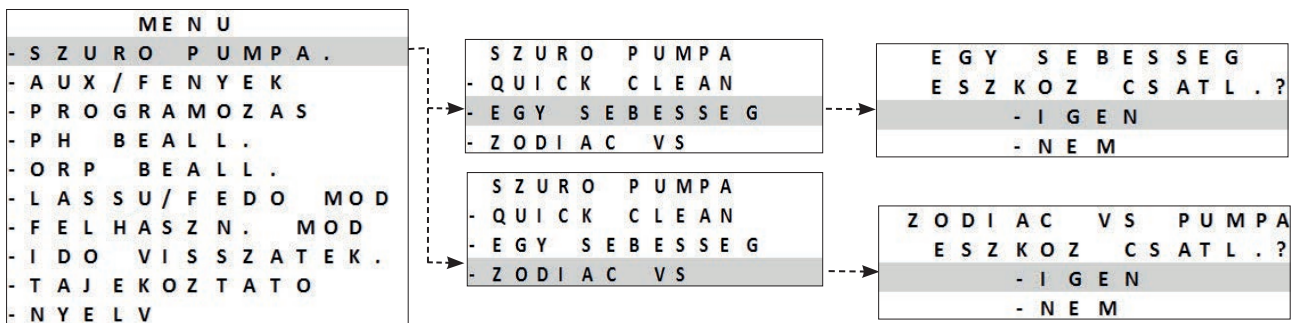 MENU
-SZURO PUMPA.
-AUX/FENYEK
-PROGRAMOZAS
-PH BEALL.
-ORP BEALL.
-LASSU/FEDO MOD
-FELHASZN. MOD
-IDO VISSZATEK.
-TAJEKOZTATO
-NYELV
SZURO PUMPA
- QUICK CLEAN
- EGY SEBESSEG
- ZODIAC VS
SZURO PUMPA
- QUICK CLEAN
- EGY SEBESSEG
- ZODIAC VS
EGY SEBESSEG
ESZKOZ CSATL.?
-IGEN
-NEM
ZODIAC VS PUMPA
ESZKOZ CSATL.?
-IGEN
-NEM